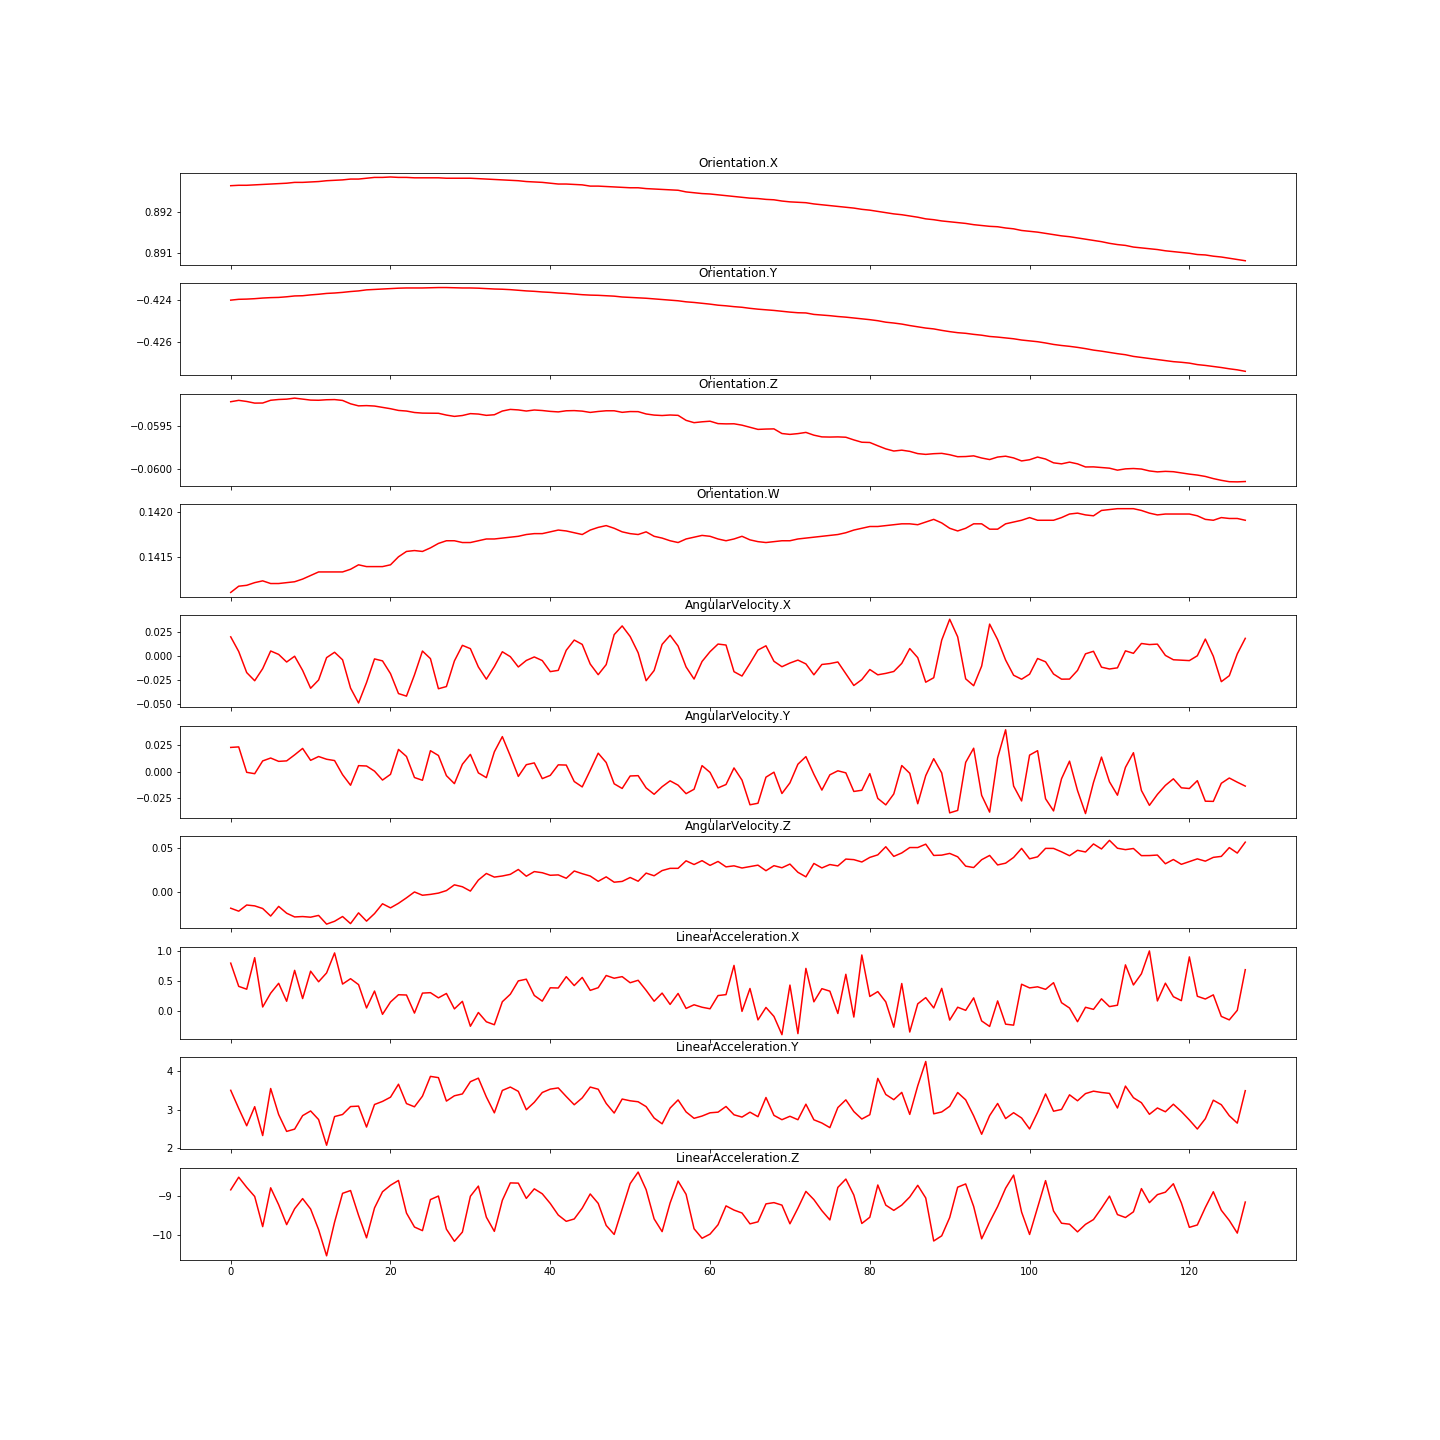 Orientation.X
0.892
0.891
Orientation.Y
−0.424
−0.426
Orientation.Z
−0.0595
−0.0600
Orientation.W
0.1420
0.1415
AngularVelocity.X
0.025
0.000
−0.025
−0.050
AngularVelocity.Y
0.025
0.000
−0.025
AngularVelocity.Z
0.05
0.00
LinearAcceleration.X
1.0
0.5
0.0
LinearAcceleration.Y
4
3
2
LinearAcceleration.Z
−9
−10
0 20 40 60 80 100 120